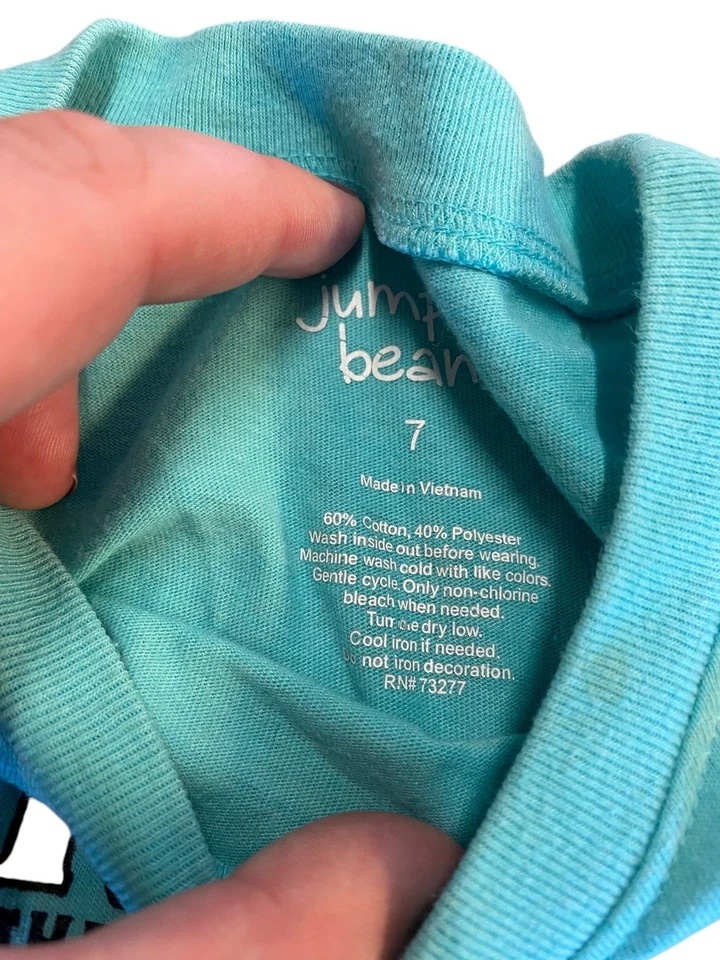 jump
bean
7
Made in Vietnam
60% Cotton, 40% Polyester
Wash inside out before wearing.
Machine wash cold with like colors.
Gentle cycle. Only non-chlorine
bleach when needed.
dry low.
Cool iron if needed.
not iron decoration.
RN# 73277